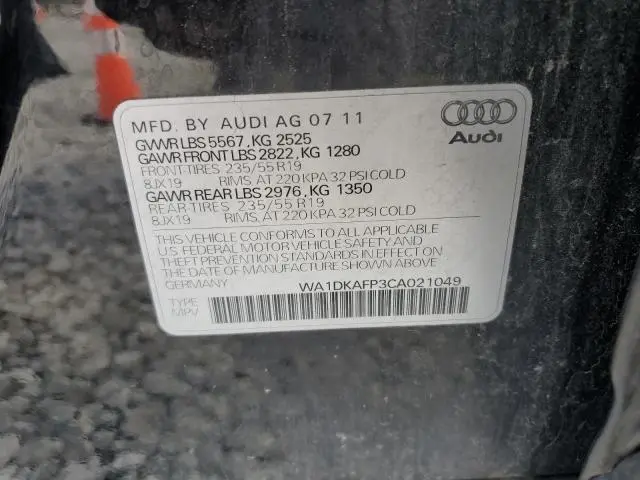 MFD. BY AUDI AG 07 11
GVWR LBS 5567, KG 2525
GAWR FRONT LBS 2822, KG 1280
FRONT-TIRES 235/55 R19
8JX19 RIMS, AT 220 KPA 32 PSI COLD
GAWR REAR LBS 2976, KG 1350
REAR-TIRES 235/55 R19
8JX19 RIMS, AT 220 KPA 32 PSI COLD
Audi
THIS VEHICLE CONFORMS TO ALL APPLICABLE
U.S. FEDERAL MOTOR VEHICLE SAFETY AND
THEFT PREVENTION STANDARDS IN EFFECT ON
THE DATE OF MANUFACTURE SHOWN ABOVE.
GERMANY WA1DKAFP3CA021049
TYPE
MPV